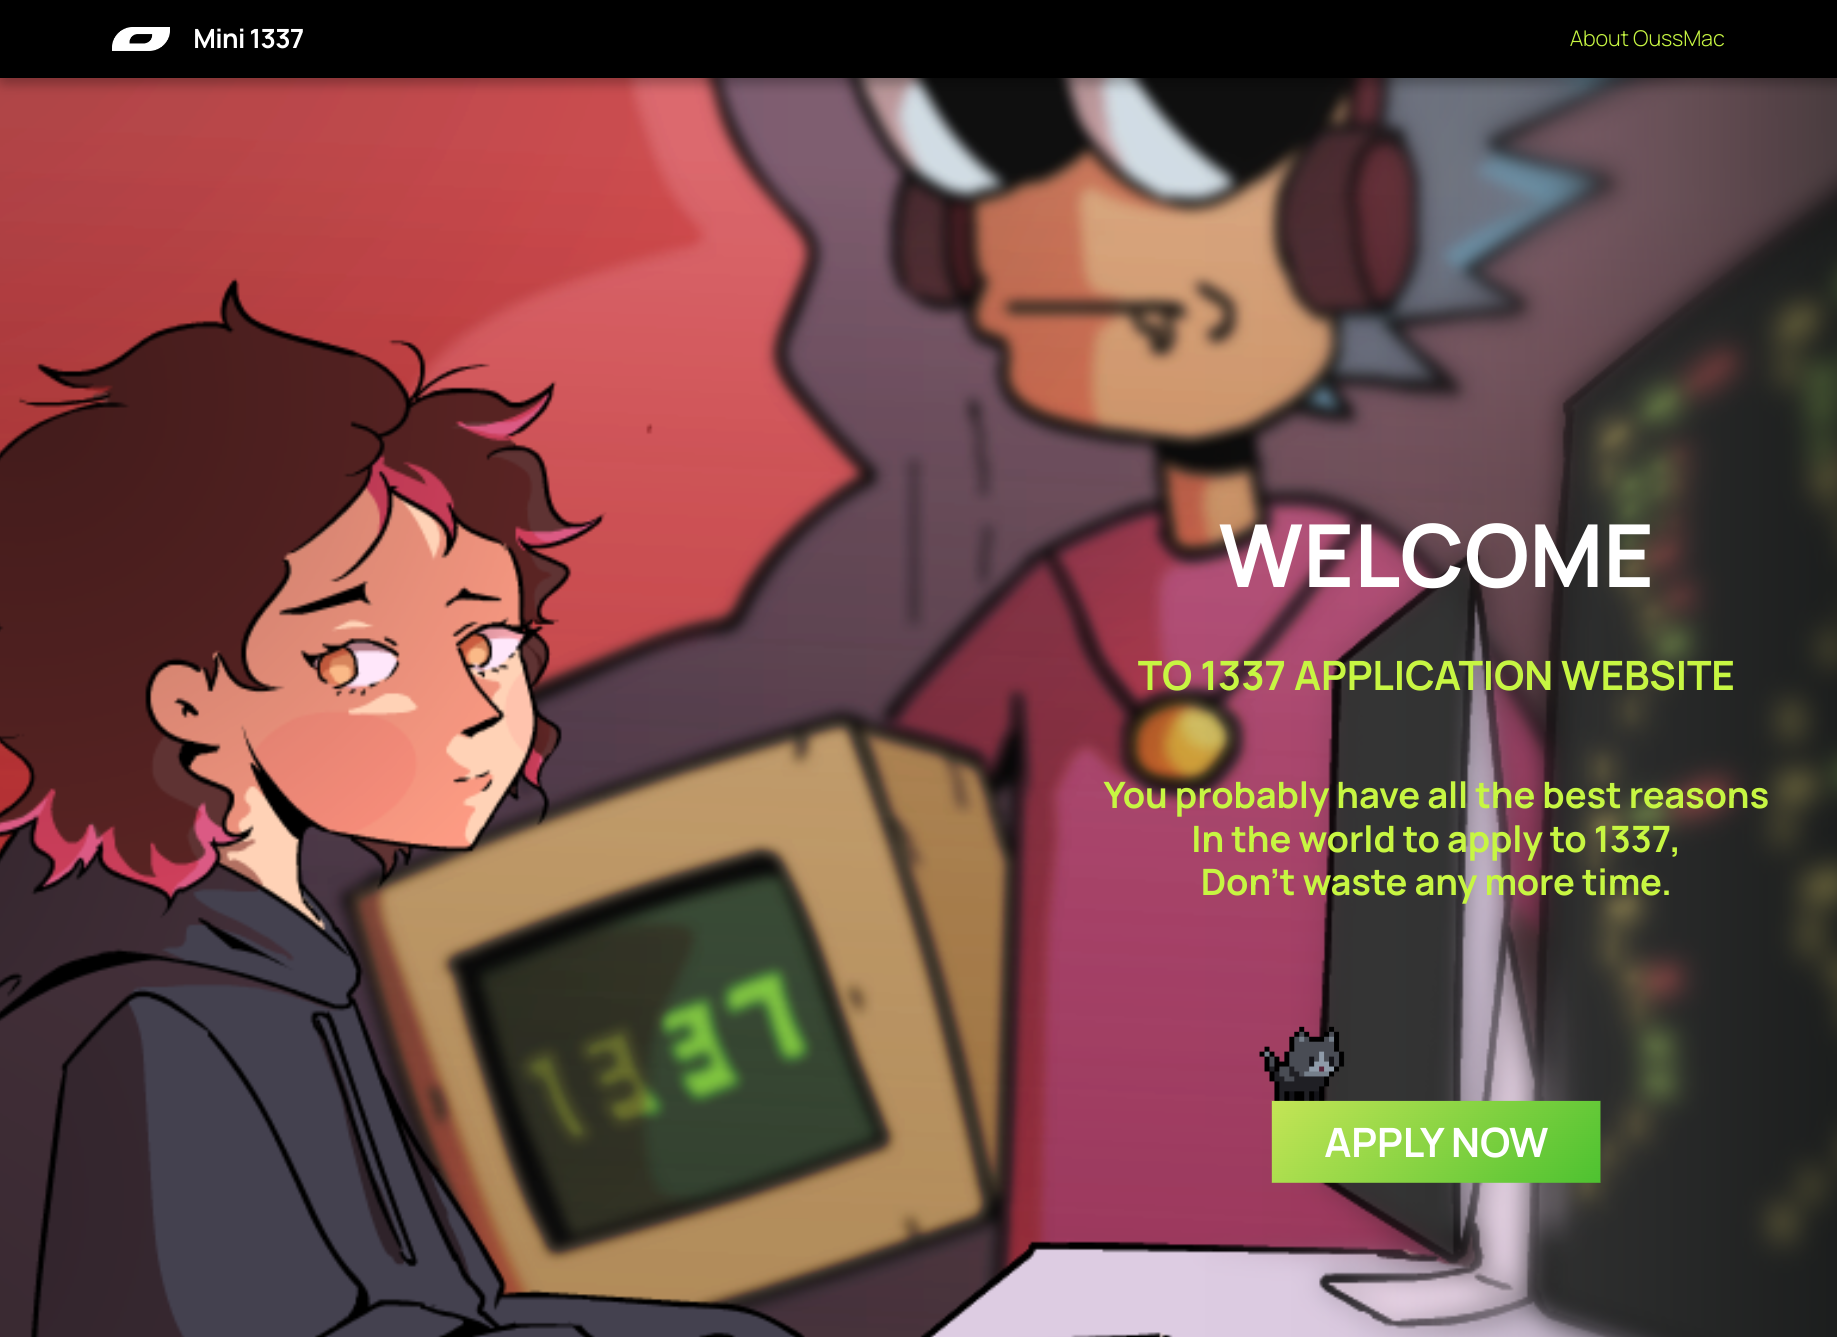 Mini 1337
About OussMac
WELCOME
TO 1337 APPLICATION WEBSITE
You probably have all the best reasons
In the world to apply to 1337,
Don't waste any more time.
1337
APPLY NOW